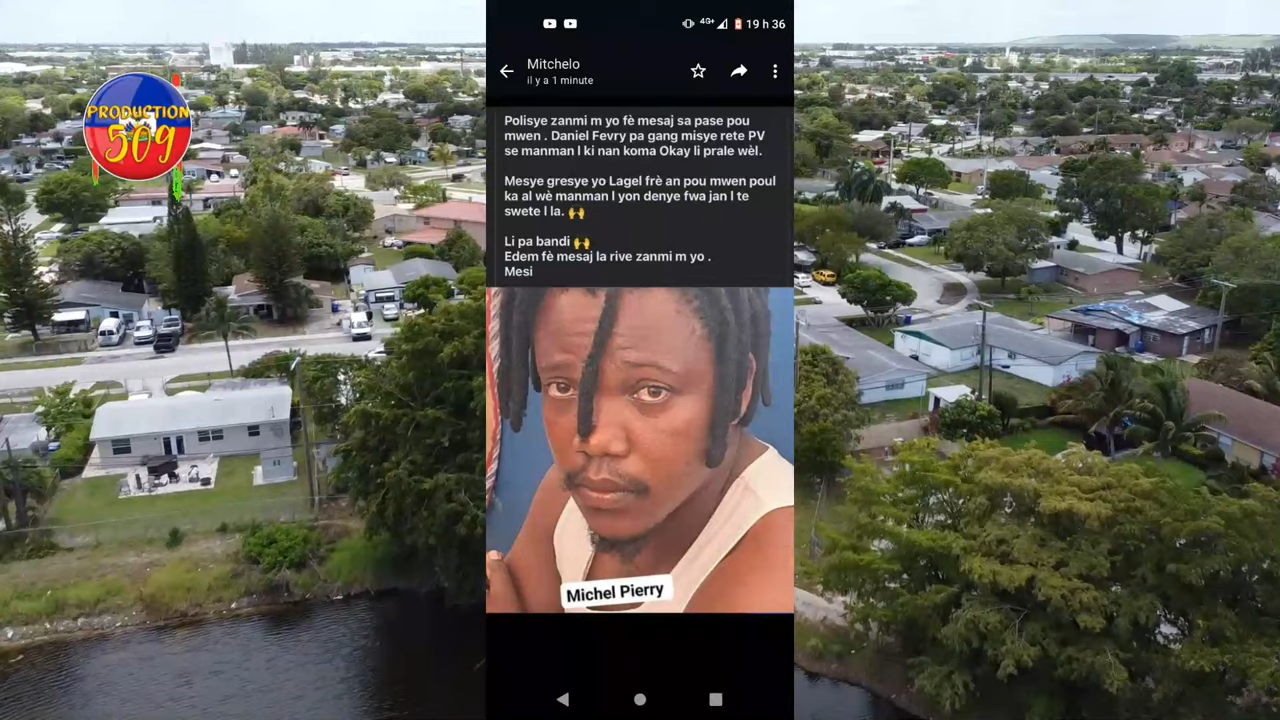 PRODUCTION
509
4G+ 19 h 36
Mitchelo
il y a 1 minute
Polisye zanmi m yo fè mesaj sa pase pou
mwen . Daniel Fevry pa gang misye rete PV
se manman l ki nan koma Okay li prale wèl.
Mesye gresye yo Lagel frè an pou mwen poul
ka al wè manman l yon denye fwa jan l te
swete l la. 🙌
Li pa bandi 🙌
Edem fè mesaj la rive zanmi m yo .
Mesi
Michel Pierry